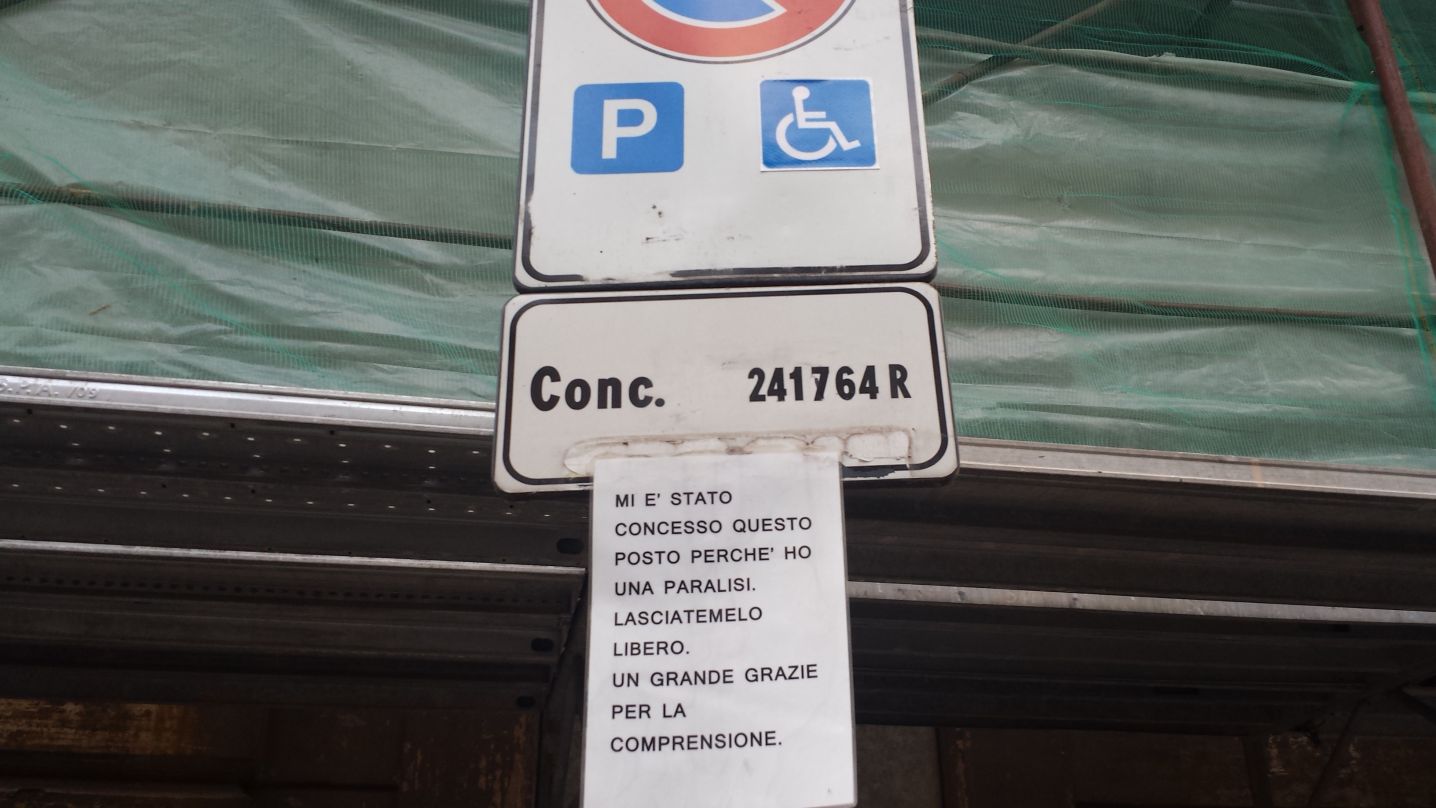 P
Conc. 241764 R
MI E' STATO
CONCESSO QUESTO
POSTO PERCHE' HO
UNA PARALISI.
LASCIATEMELO
LIBERO.
UN GRANDE GRAZIE
PER LA
COMPRENSIONE.